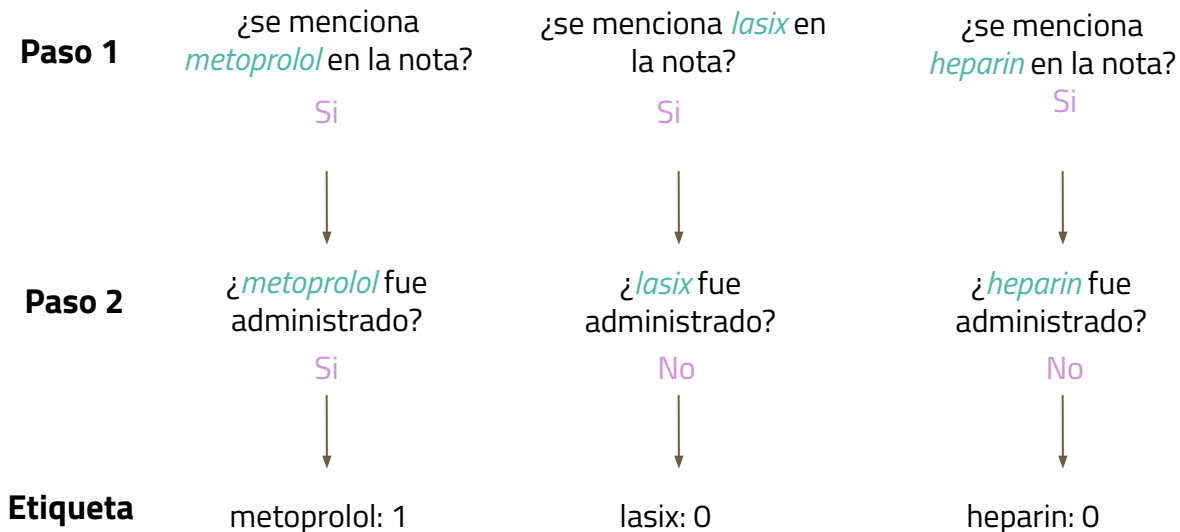 Paso 1
¿se menciona
metoprolol en la nota?
Si
¿se menciona lasix en
la nota?
Si
¿se menciona
heparin en la nota?
Si
Paso 2
¿metoprolol fue
administrado?
Si
¿lasix fue
administrado?
No
¿heparin fue
administrado?
No
Etiqueta
metoprolol: 1
lasix: 0
heparin: 0